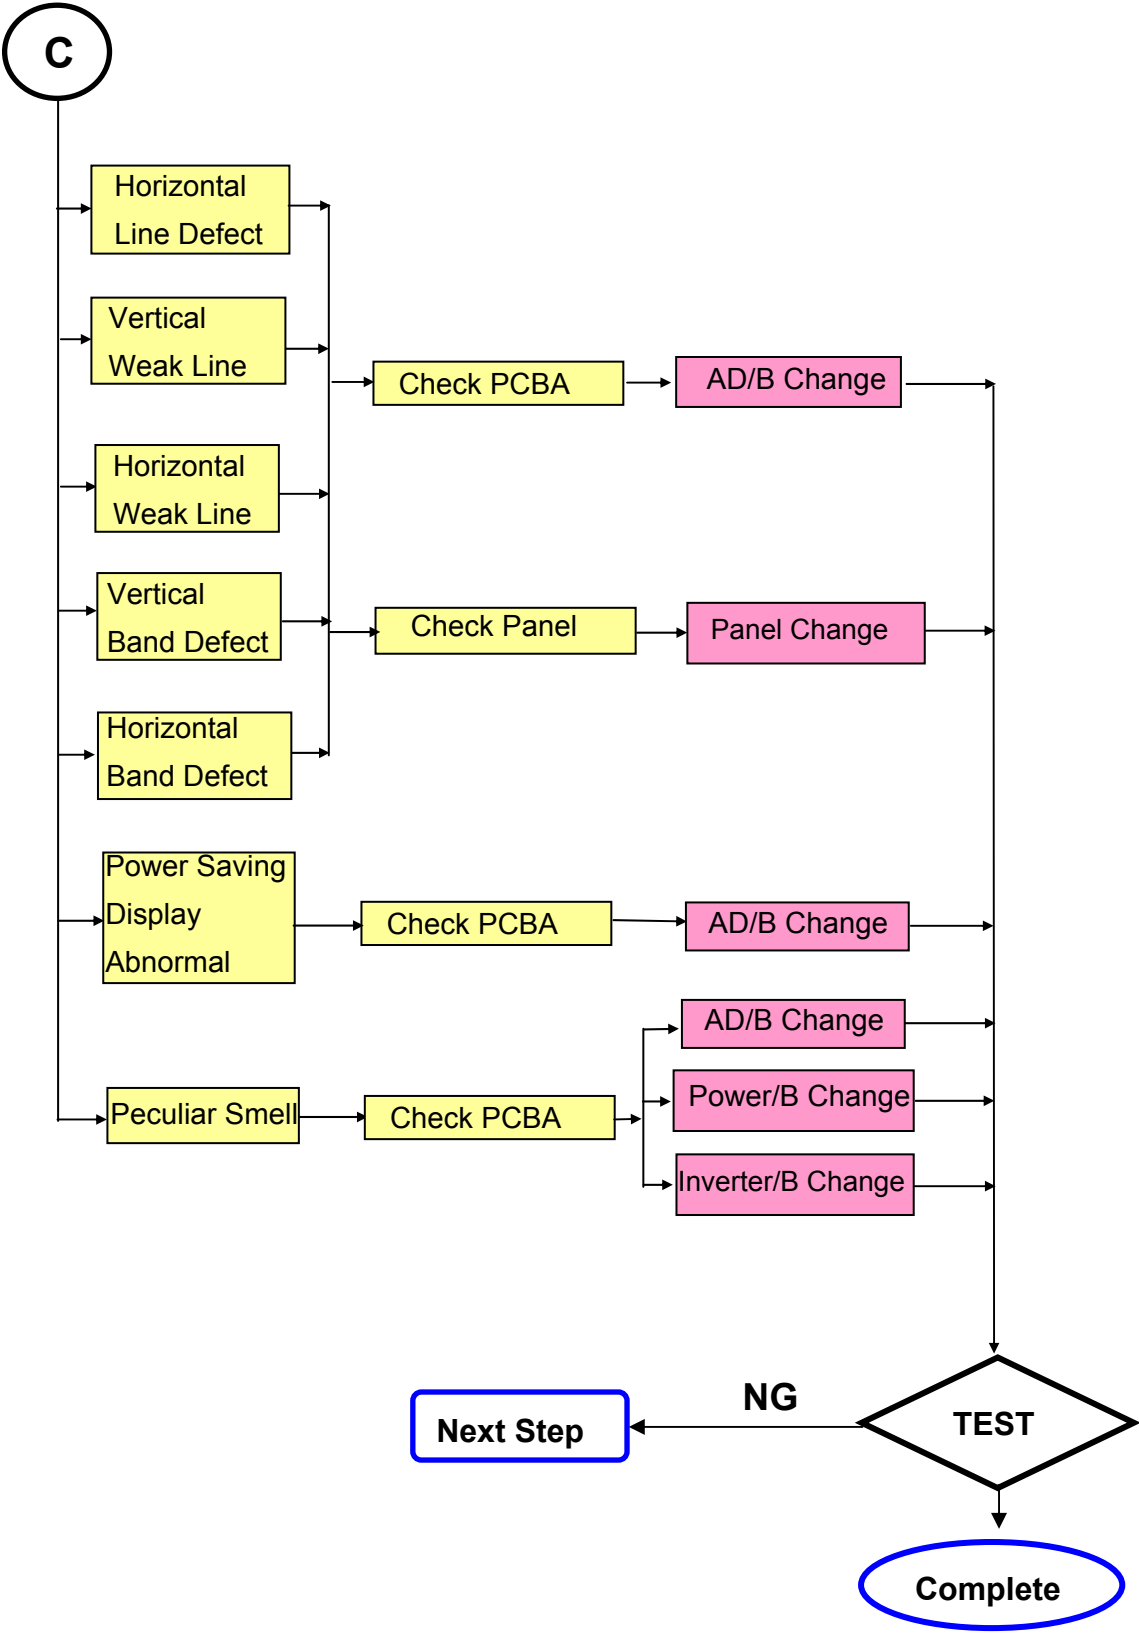 C
Horizontal
Line Defect
Vertical
Weak Line
Check PCBA
AD/B Change
Horizontal
Weak Line
Vertical
Band Defect
Check Panel
Panel Change
Horizontal
Band Defect
Power Saving
Display
Abnormal
Check PCBA
AD/B Change
AD/B Change
Power/B Change
Peculiar Smell
Check PCBA
Inverter/B Change
NG
Next Step
TEST
Complete